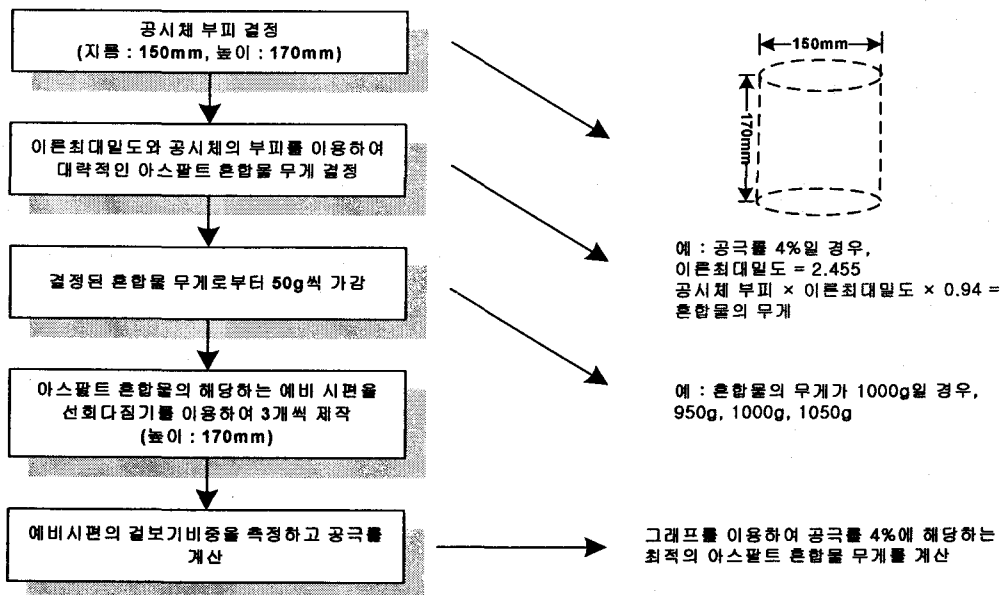 공시체 부피 결정
(지름 : 150mm, 높이 : 170mm)
이론최대밀도와 공시체의 부피를 이용하여
대략적인 아스팔트 혼합물 무게 결정
결정된 혼합물 무게로부터 50g씩 가감
아스팔트 혼합물의 해당하는 예비 시편을
선회다짐기를 이용하여 3개씩 제작
(높이 : 170mm)
예비시편의 겉보기비중을 측정하고 공극률
계산
150mm
170mm
예 : 공극률 4%일 경우,
이론최대밀도 = 2.455
공시체 부피 × 이론최대밀도 × 0.94 =
혼합물의 무게
예 : 혼합물의 무게가 1000g일 경우,
950g, 1000g, 1050g
그래프를 이용하여 공극률 4%에 해당하는
최적의 아스팔트 혼합물 무게를 계산